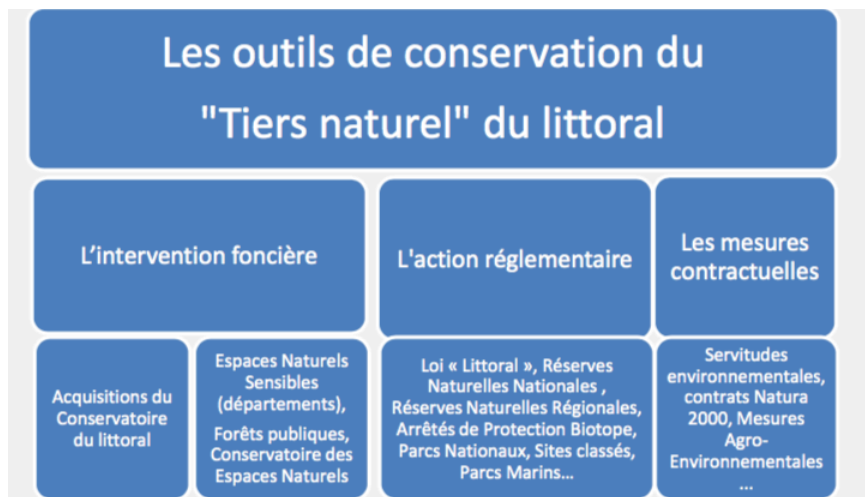 Les outils de conservation du
"Tiers naturel" du littoral
L’intervention foncière
L'action réglementaire
Les mesures
contractuelles
Acquisitions du
Conservatoire
du littoral
Espaces Naturels
Sensibles
(départements),
Forêts publiques,
Conservatoire des
Espaces Naturels
Loi « Littoral », Réserves
Naturelles Nationales ,
Réserves Naturelles Régionales,
Arrêtés de Protection Biotope,
Parcs Nationaux, Sites classés,
Parcs Marins...
Servitudes
environnementales,
contrats Natura
2000, Mesures
Agro-
Environnementales
...